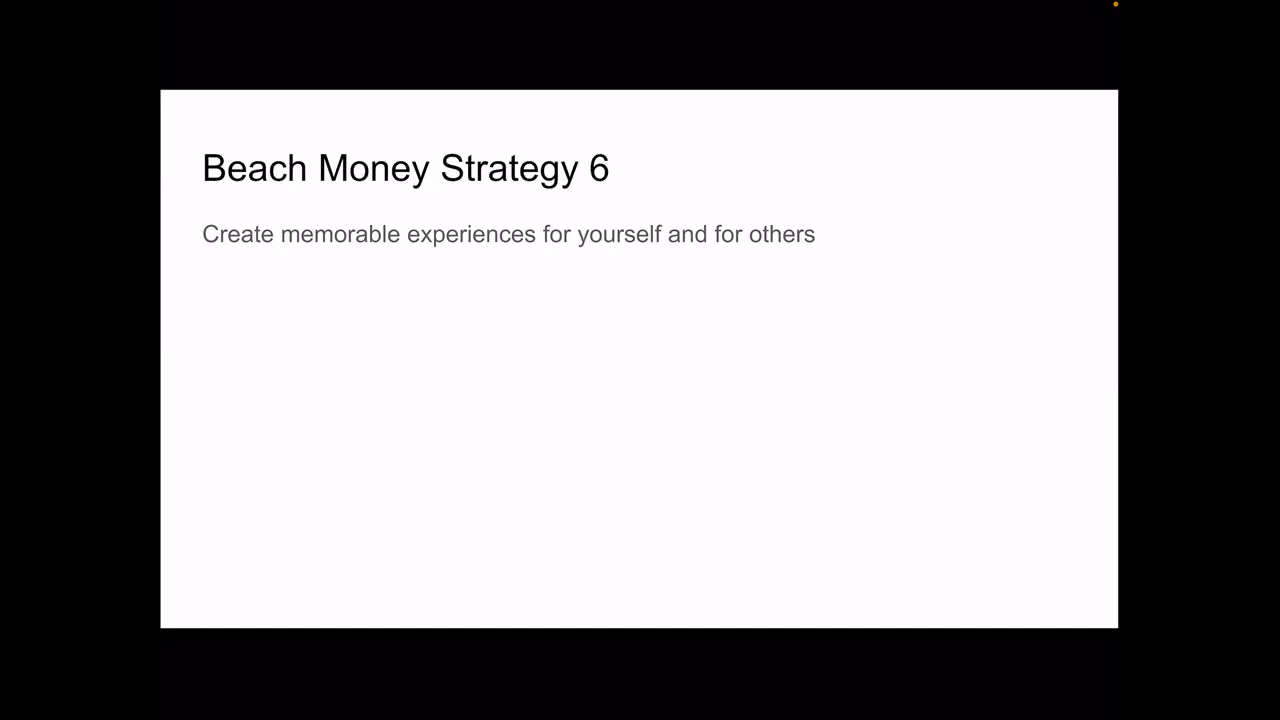 Beach Money Strategy 6
Create memorable experiences for yourself and for others